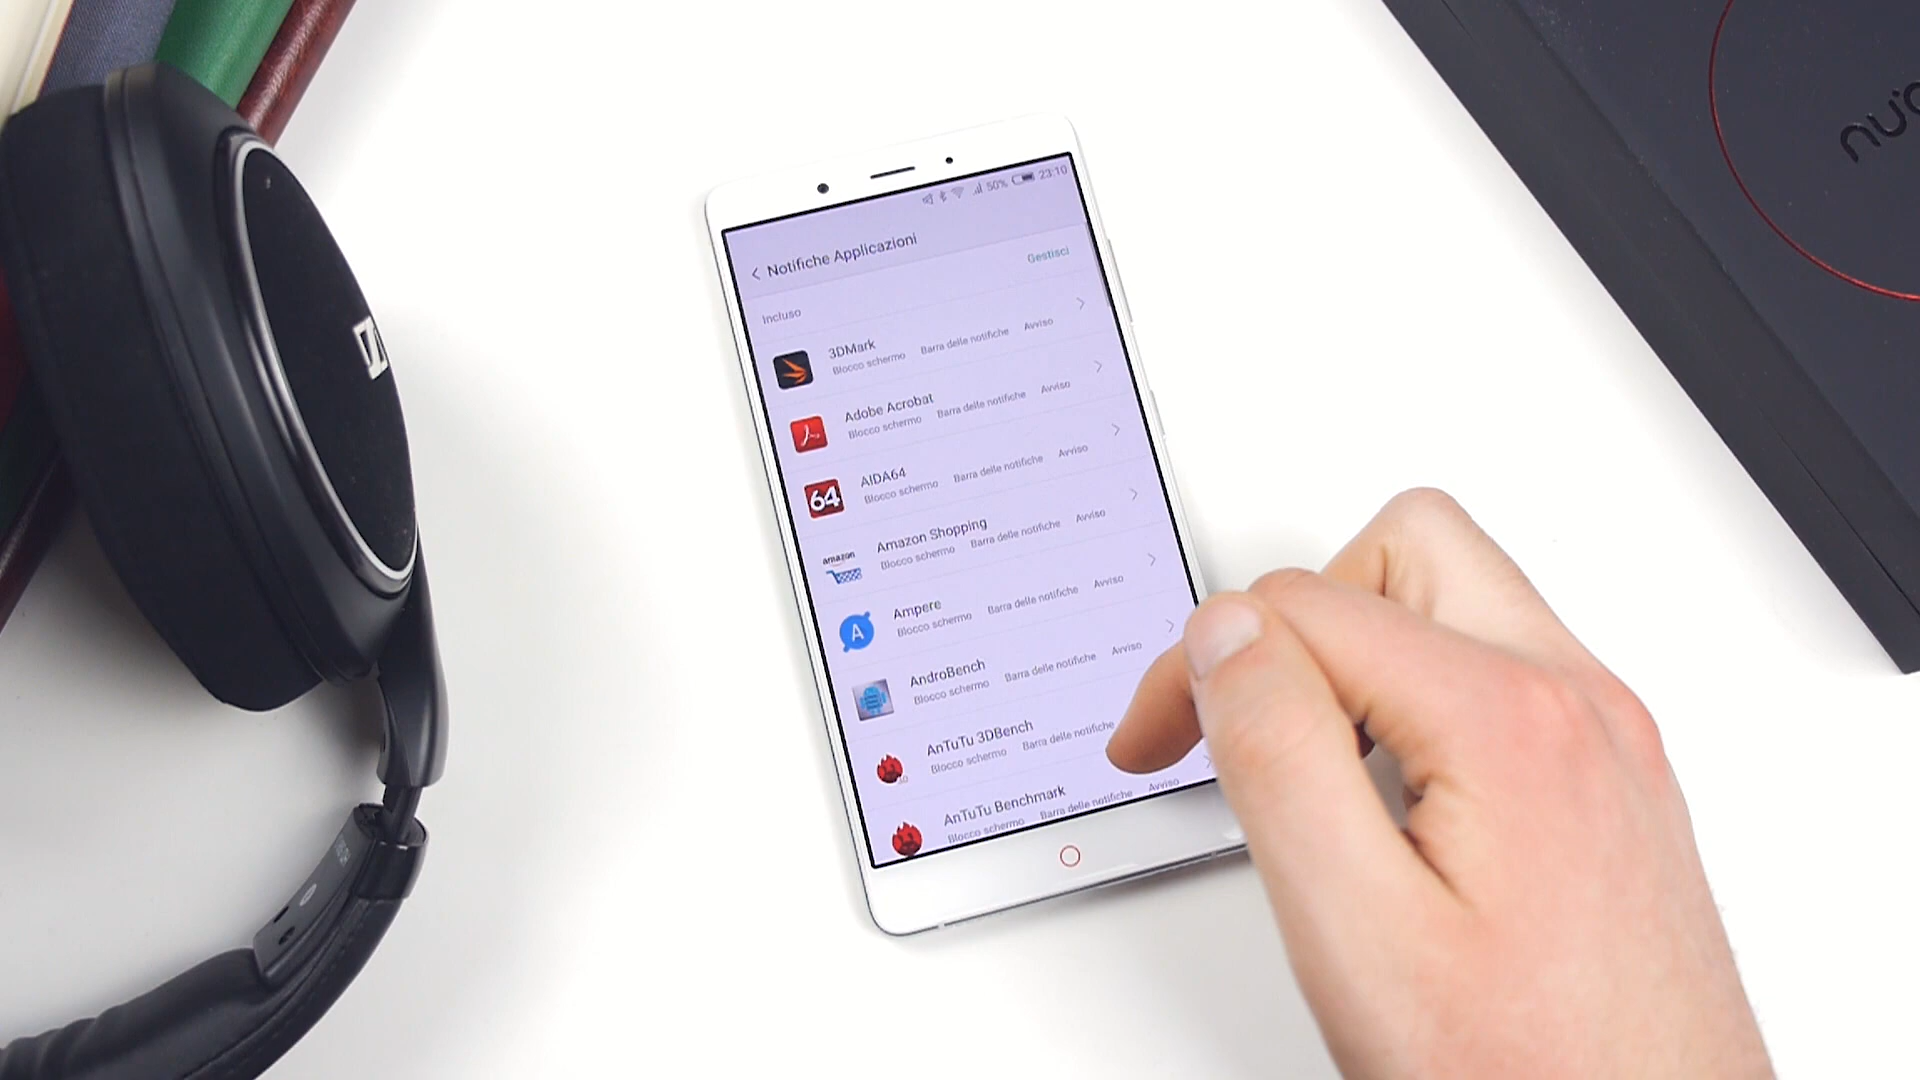 50% 23:10
Notifiche Applicazioni
Gestisci
Incluso
3DMark
Blocco schermo Barra delle notifiche Avviso
Adobe Acrobat
Blocco schermo Barra delle notifiche Avviso
64
AIDA64
Blocco schermo Barra delle notifiche Avviso
amazon
Amazon Shopping
Blocco schermo Barra delle notifiche Avviso
A
Ampere
Blocco schermo Barra delle notifiche Avviso
AndroBench
Blocco schermo Barra delle notifiche Avviso
AnTuTu 3DBench
Blocco schermo Barra delle notifiche
AnTuTu Benchmark
Blocco schermo Barra delle notifiche Avviso